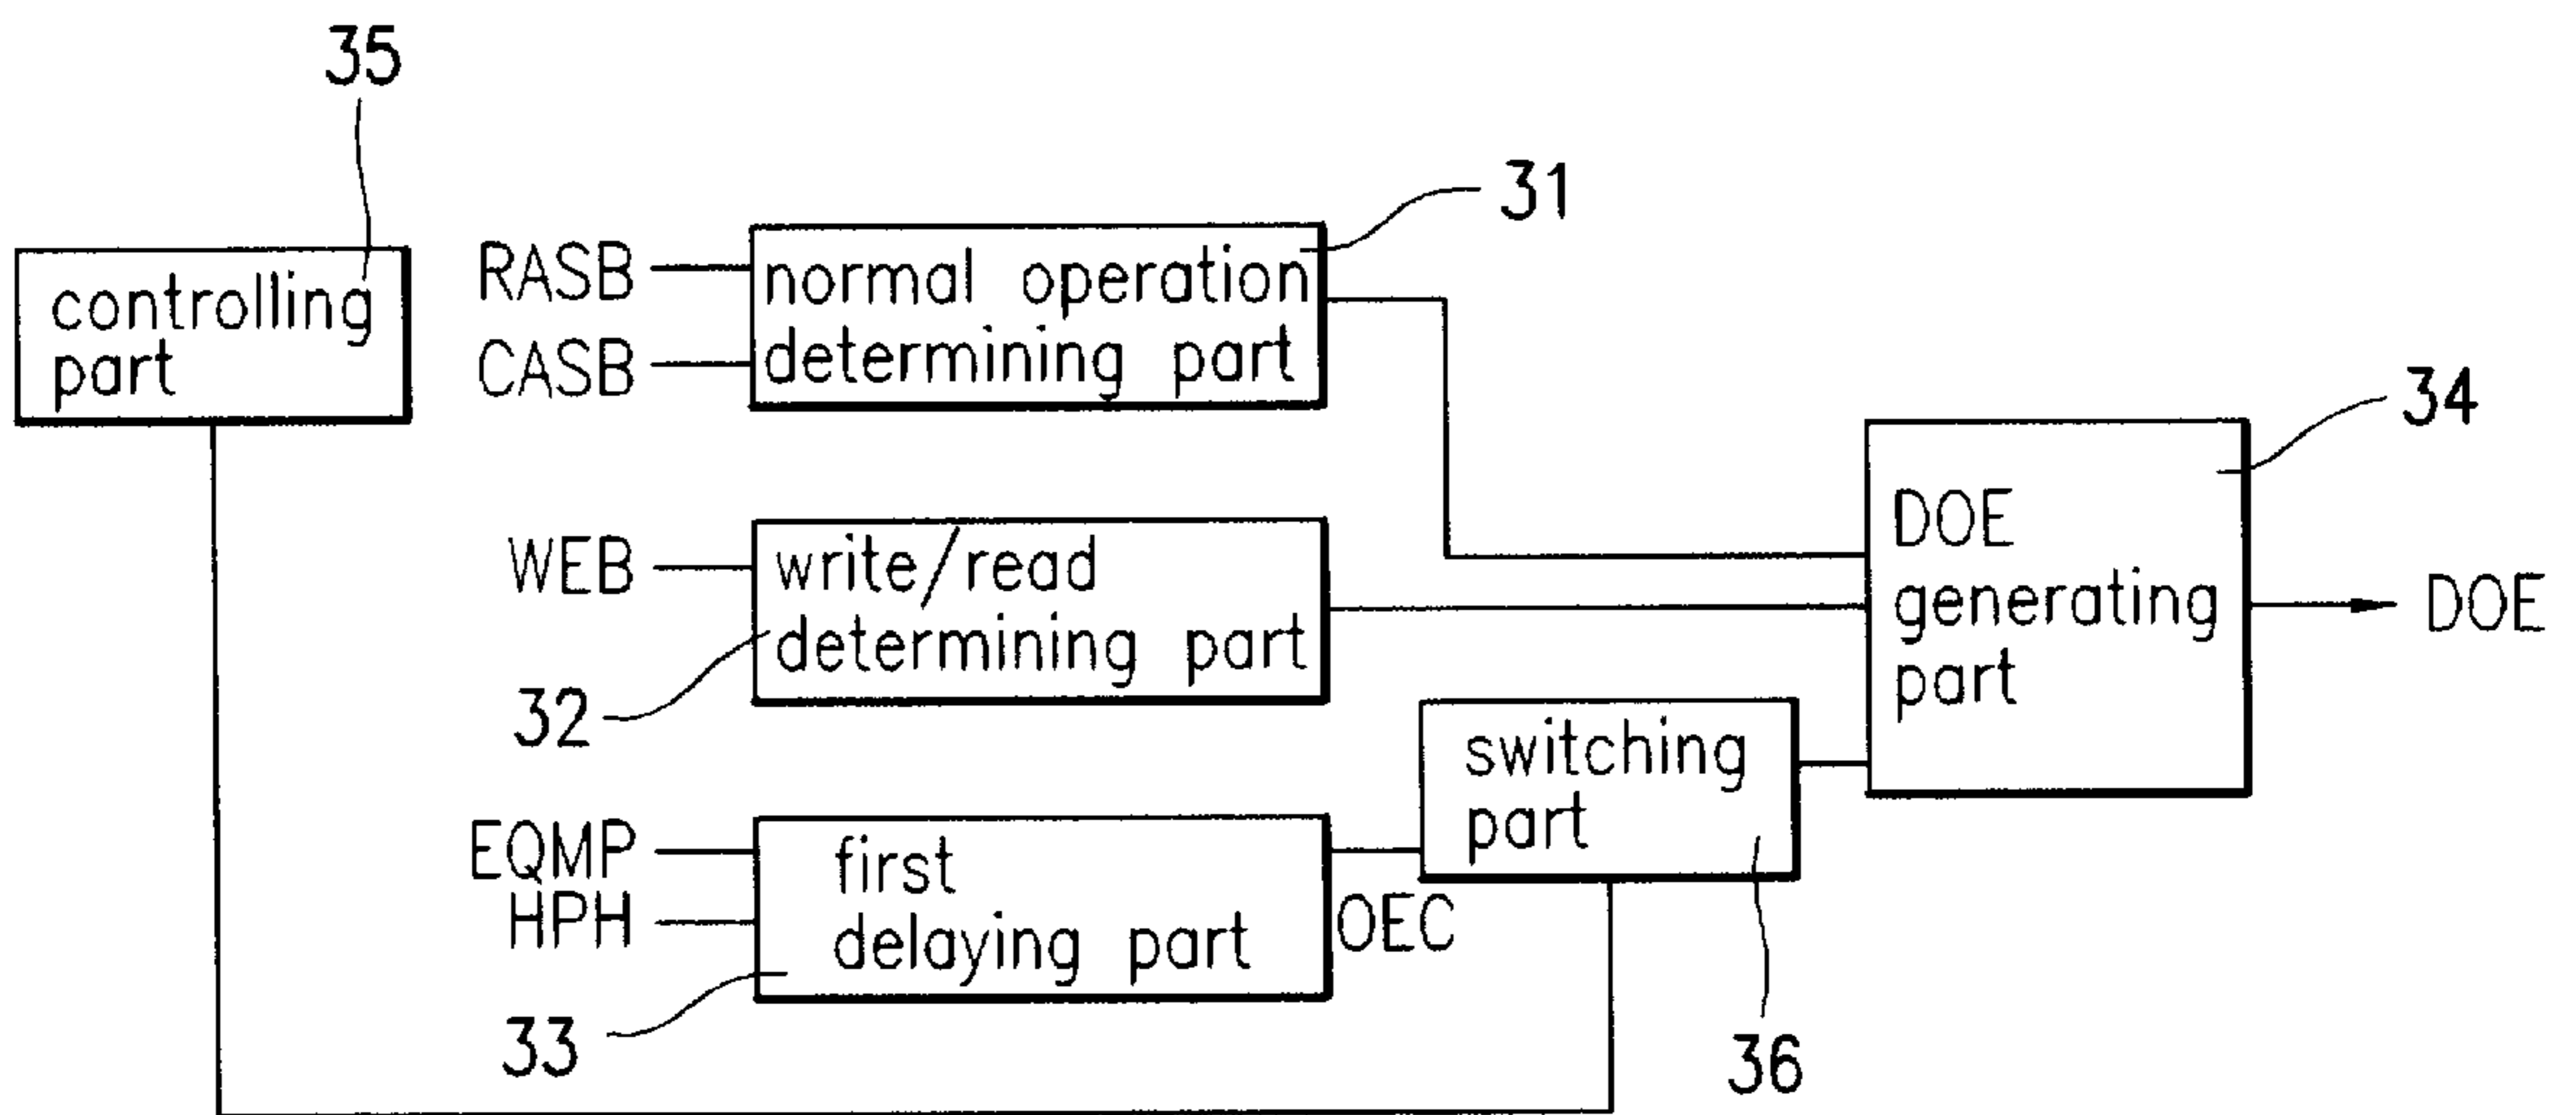 35
controlling
part
RASB
CASB
normal operation
determining part
31
WEB
write/read
determining part
32
EQMP
HPH
first
delaying part
33
OEC
switching
part
36
DOE
generating
part
34
DOE